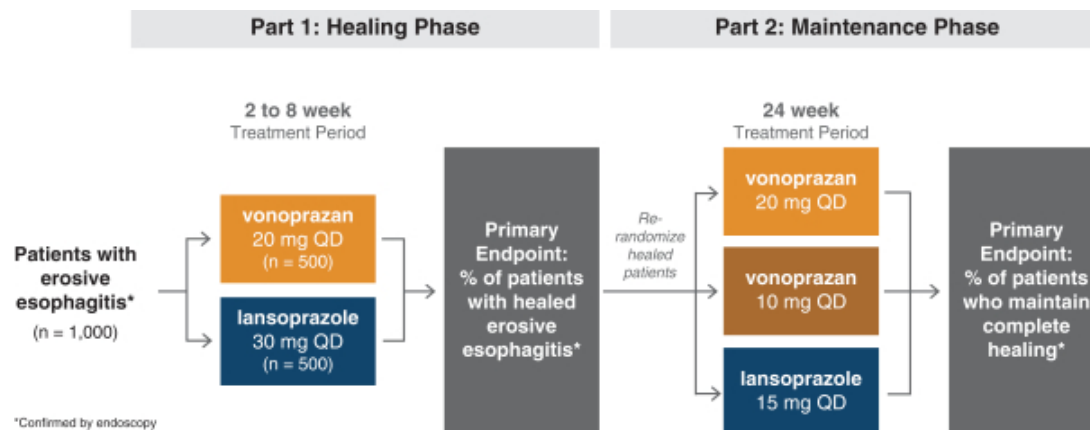 Part 1: Healing Phase
Part 2: Maintenance Phase
2 to 8 week
Treatment Period
24 week
Treatment Period
Patients with
erosive
esophagitis*
(n = 1,000)
vonoprazan
20 mg QD
(n = 500)
lansoprazole
30 mg QD
(n = 500)
Primary
Endpoint:
% of patients
with healed
erosive
esophagitis*
Re-
randomize
healed
patients
vonoprazan
20 mg QD
vonoprazan
10 mg QD
lansoprazole
15 mg QD
Primary
Endpoint:
% of patients
who maintain
complete
healing*
*Confirmed by endoscopy